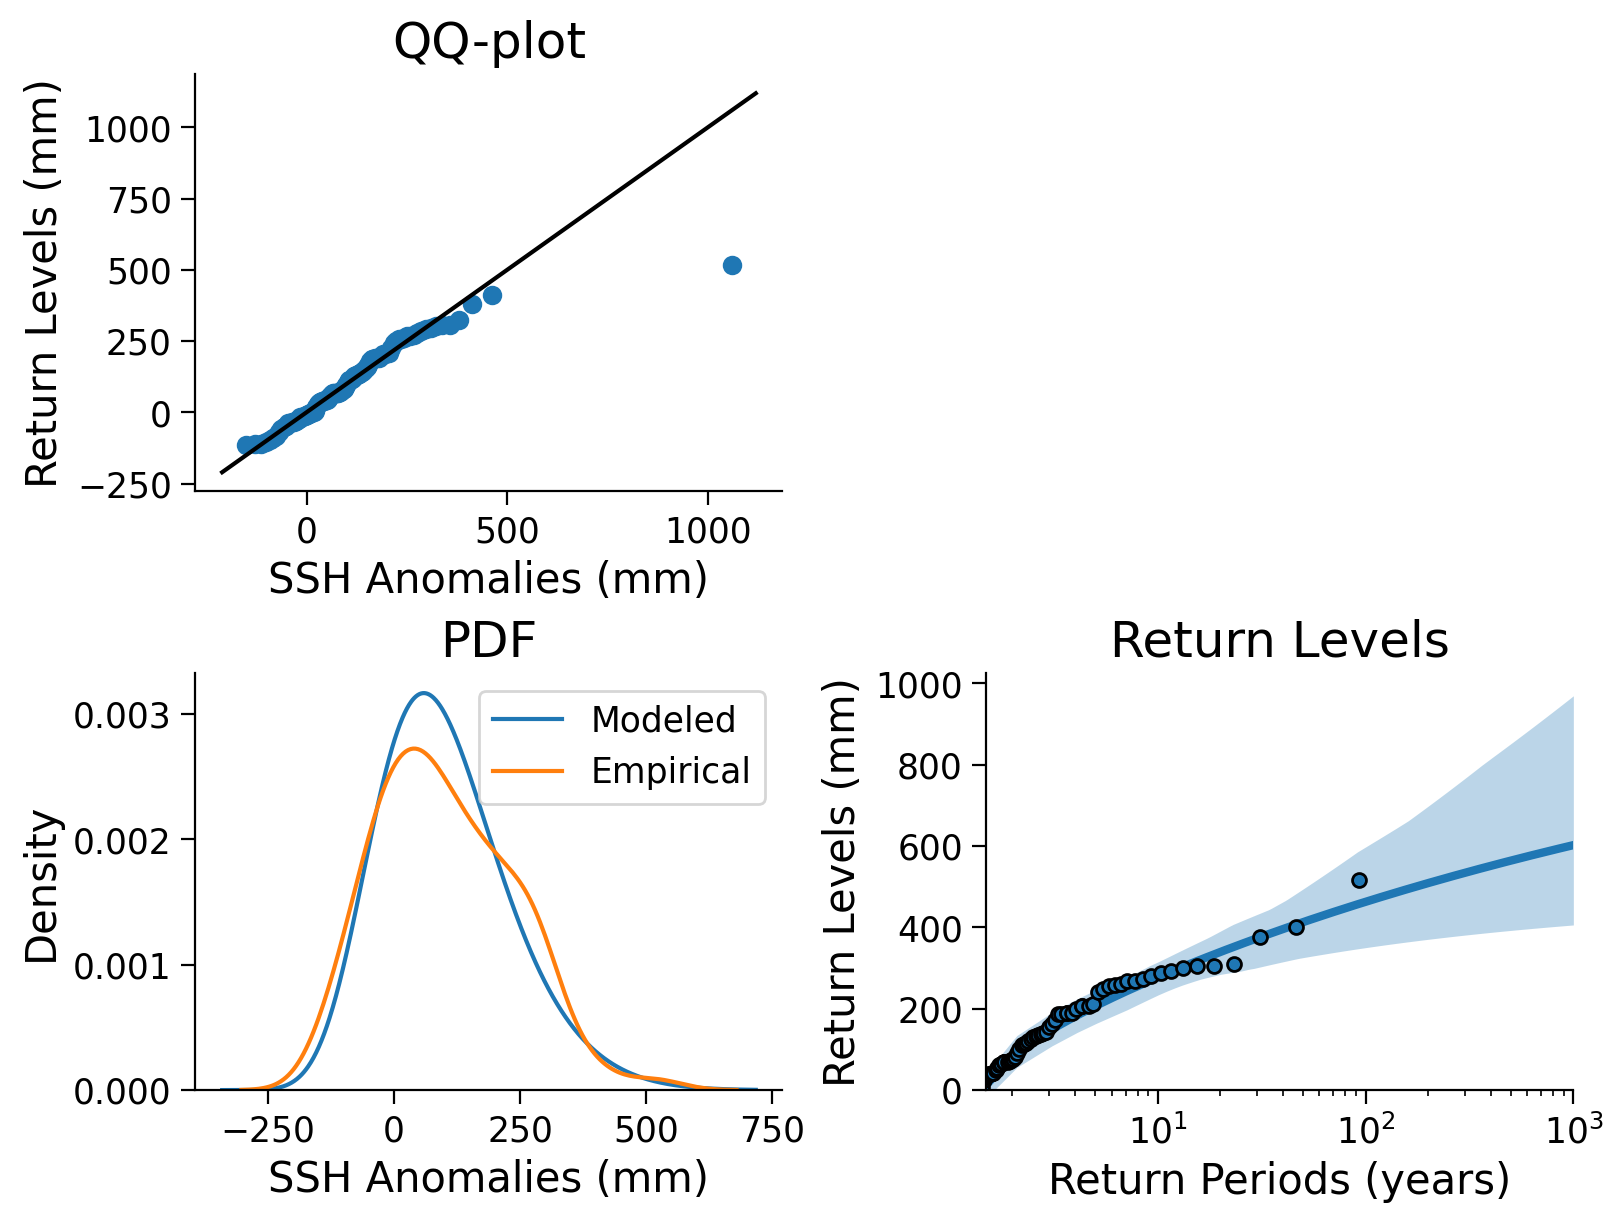 QQ-plot
Return Levels (mm)
1000
750
500
250
0
−250
0 500 1000
SSH Anomalies (mm)
PDF
Density
0.003
0.002
0.001
0.000
Modeled
Empirical
−250 0 250 500 750
SSH Anomalies (mm)
Return Levels
Return Levels (mm)
1000
800
600
400
200
0
10¹ 10² 10³
Return Periods (years)